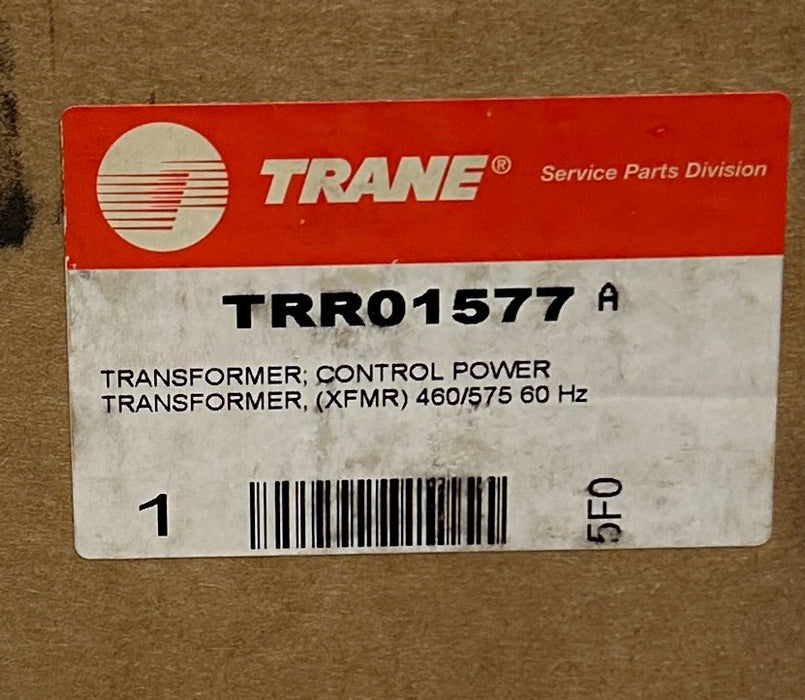 TRANE® Service Parts Division
TRR01577 A
TRANSFORMER; CONTROL POWER
TRANSFORMER, (XFMR) 460/575 60 Hz
1
5F0